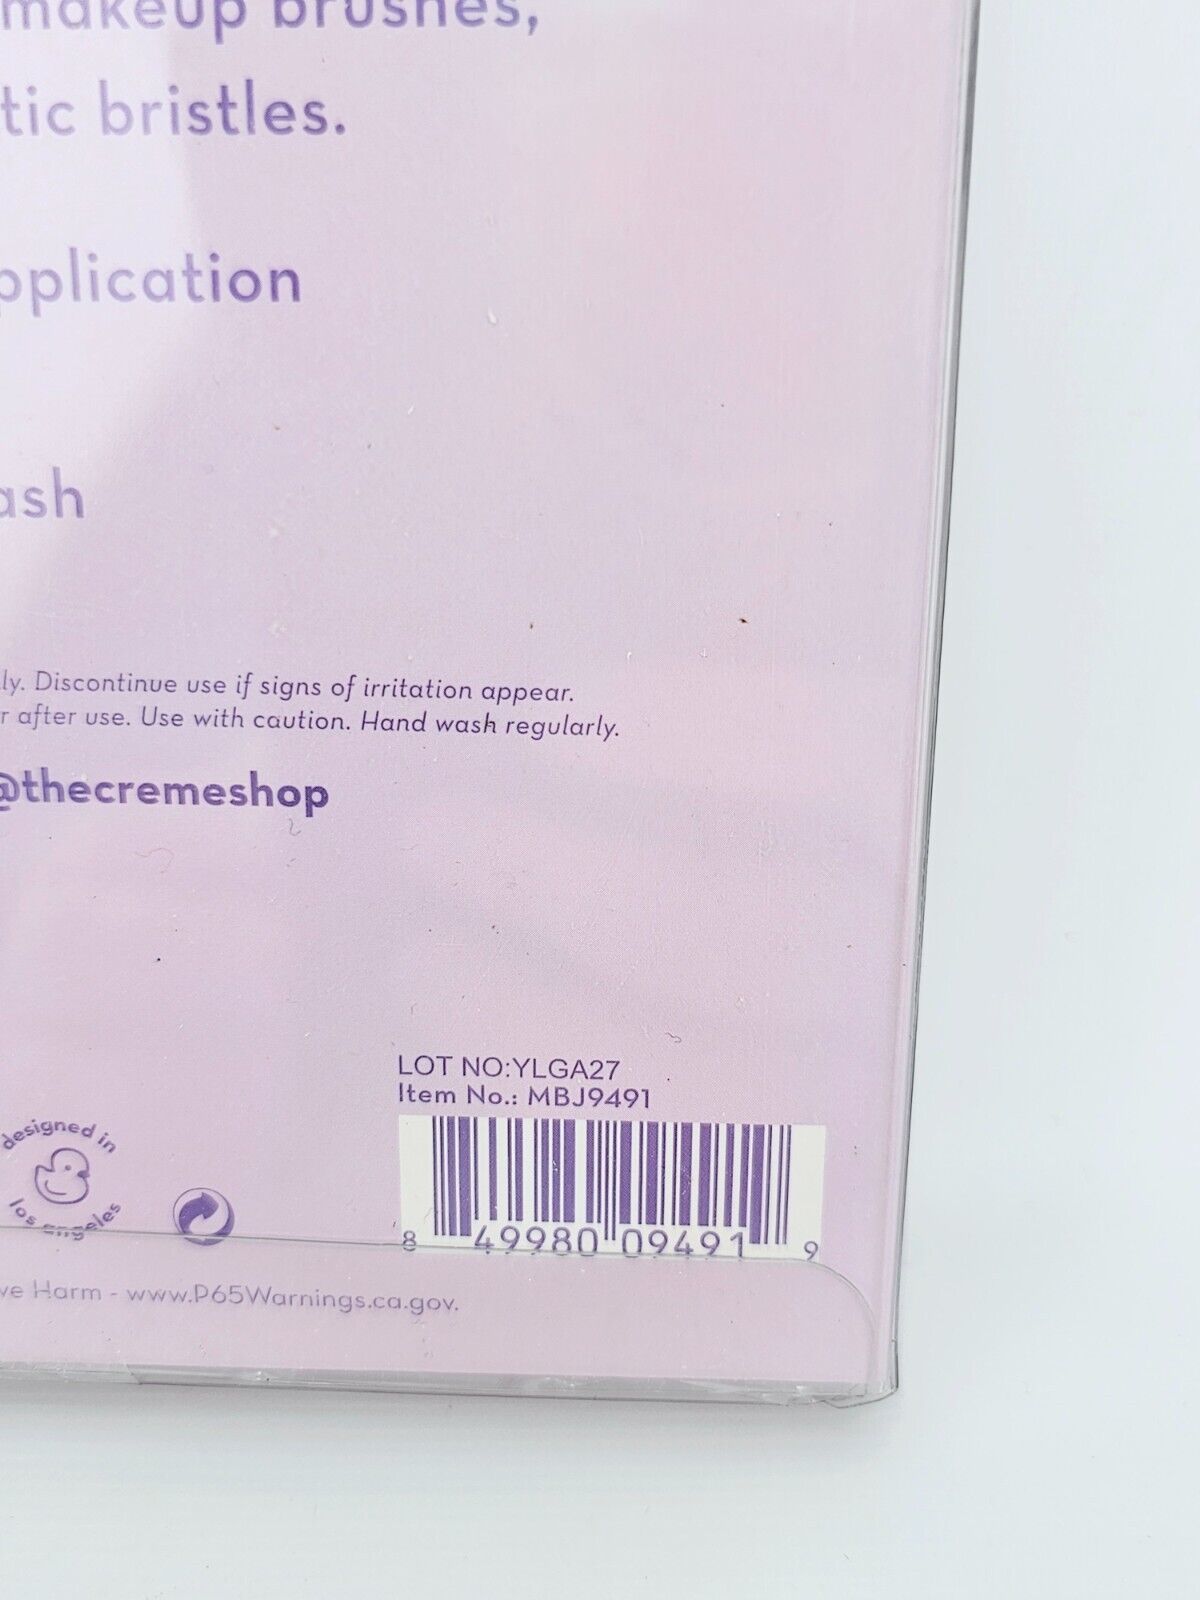 makeup brushes,
tic bristles.
pplication
ash
ly. Discontinue use if signs of irritation appear.
r after use. Use with caution. Hand wash regularly.
@thecremeshop
LOT NO:YLGA27
Item No.: MBJ9491
designed in
los angeles
8 49980 09491 9
ve Harm - www.P65Warnings.ca.gov.